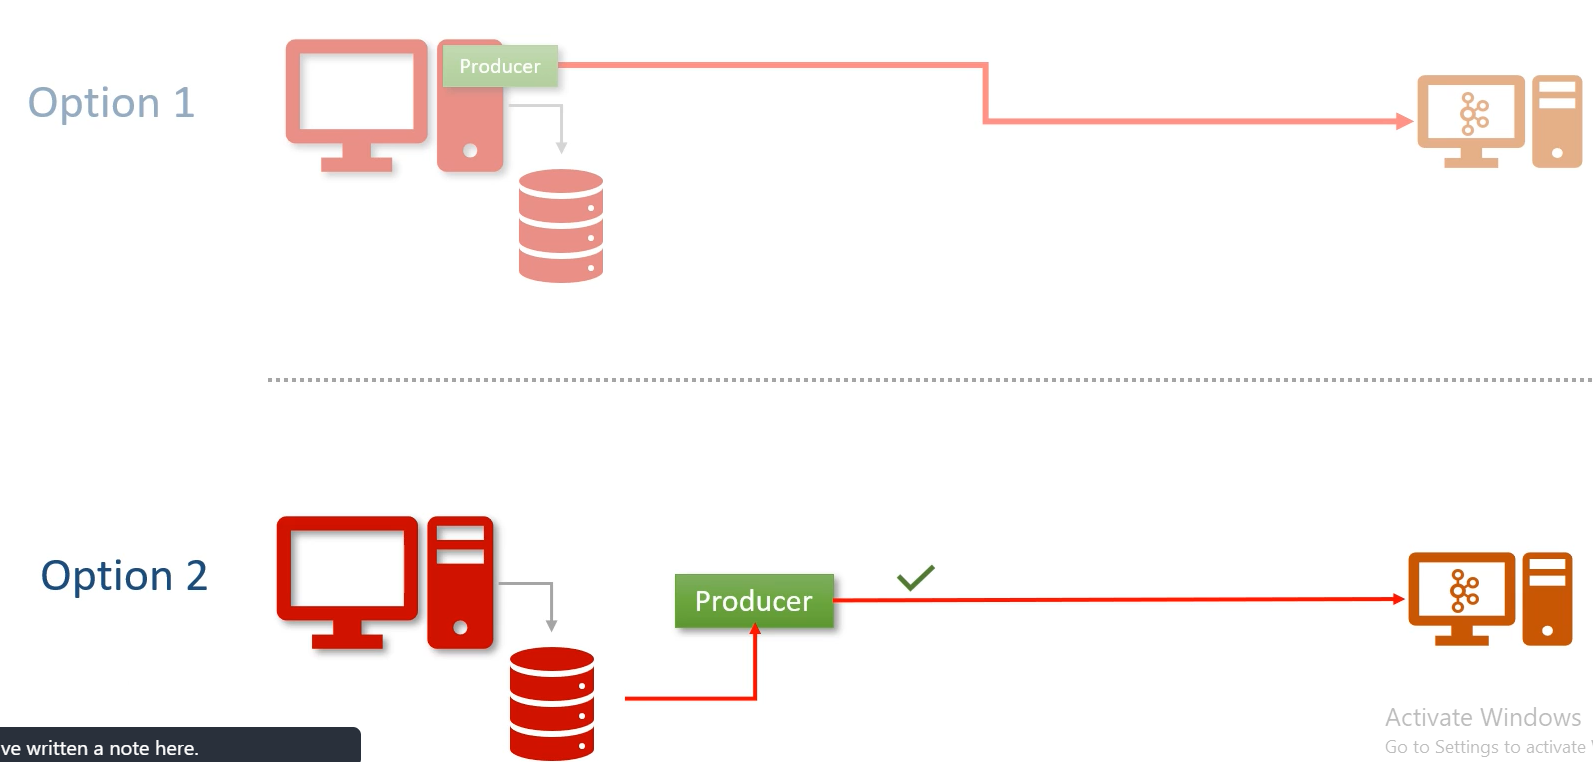 Option 1
Producer
Option 2
Producer
Activate Windows
Go to Settings to activate
ve written a note here.